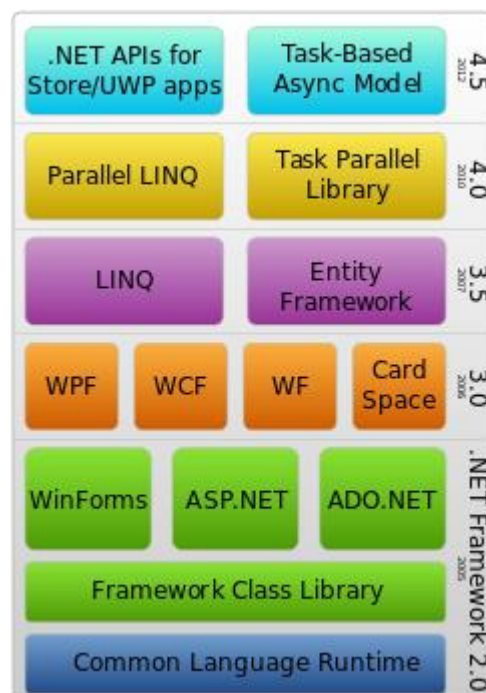 .NET APIs for
Store/UWP apps
Task-Based
Async Model
4.5
2012
Parallel LINQ
Task Parallel
Library
4.0
2010
LINQ
Entity
Framework
3.5
2007
WPF
WCF
WF
Card
Space
3.0
2006
WinForms
ASP.NET
ADO.NET
Framework Class Library
Common Language Runtime
.NET Framework 2.0
2005